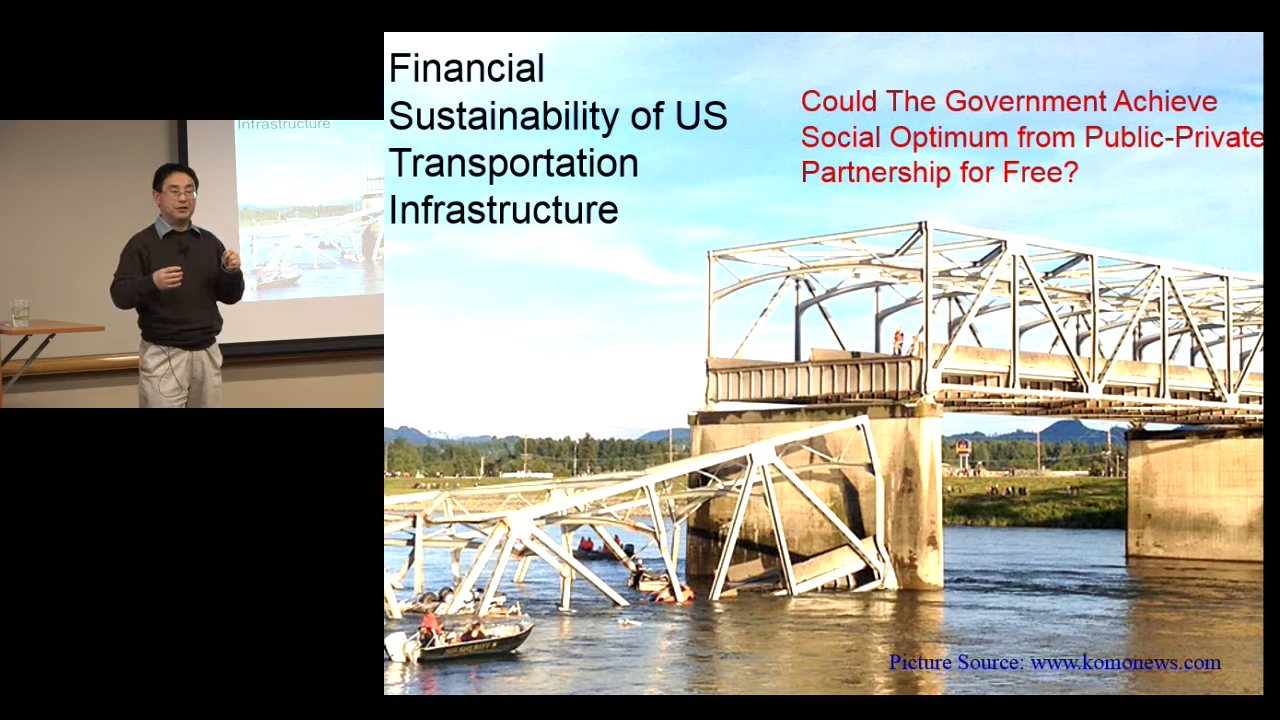 Financial
Sustainability of US
Transportation
Infrastructure
Could The Government Achieve
Social Optimum from Public-Private
Partnership for Free?
Infrastructure
SHERIFF
Picture Source: www.komonews.com